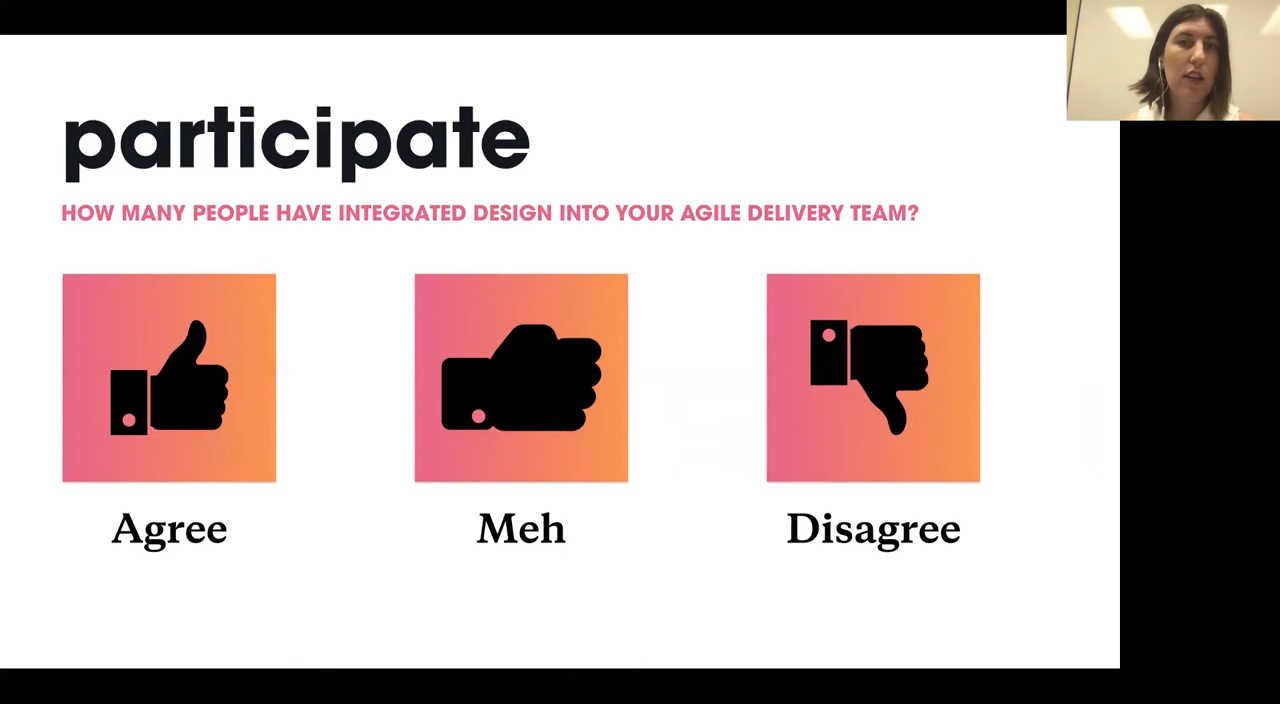 participate
HOW MANY PEOPLE HAVE INTEGRATED DESIGN INTO YOUR AGILE DELIVERY TEAM?
Agree
Meh
Disagree